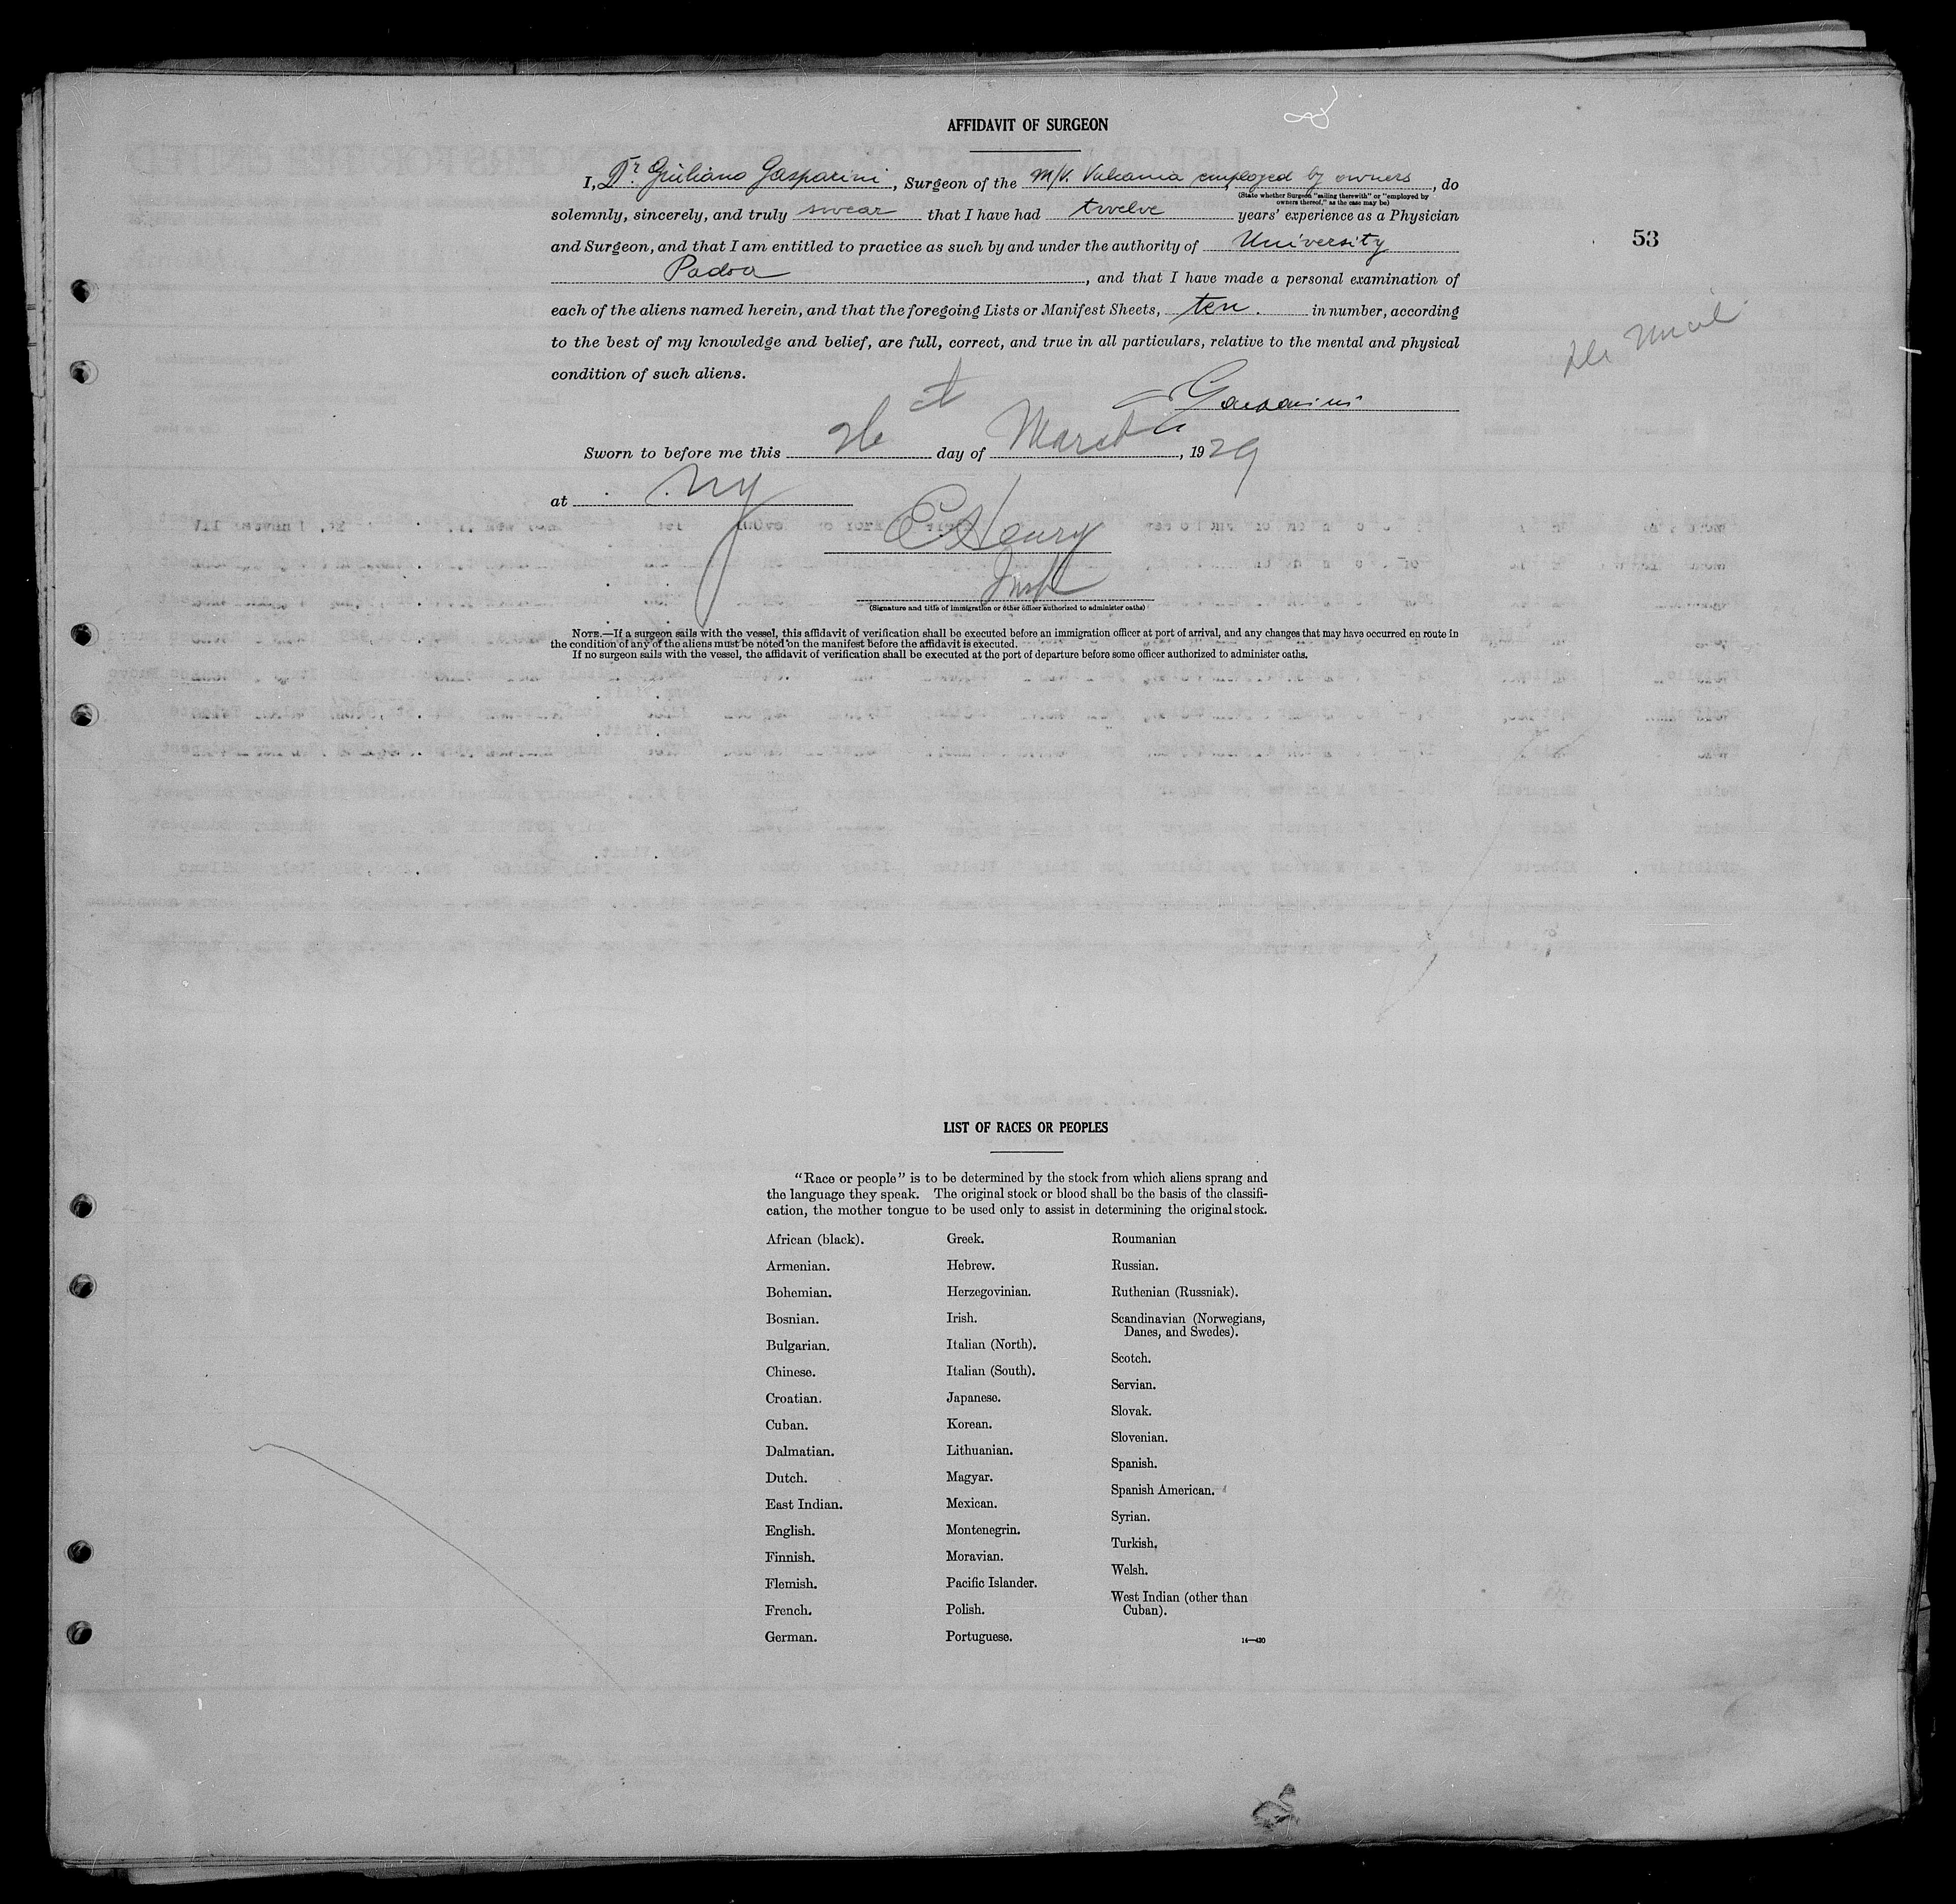 AFFIDAVIT OF SURGEON
I, Dr. Giuliano Gasparini, Surgeon of the M/V. Vulcania employed by owners, do
(State whether Surgeon "sailing therewith" or "employed by
owners thereof," as the case may be)
solemnly, sincerely, and truly swear that I have had twelve years' experience as a Physician
and Surgeon, and that I am entitled to practice as such by and under the authority of University
53
Padova, and that I have made a personal examination of
each of the aliens named herein, and that the foregoing Lists or Manifest Sheets, ten. in number, according
to the best of my knowledge and belief, are full, correct, and true in all particulars, relative to the mental and physical
condition of such aliens.
Gasparini
Sworn to before me this 26 day of March, 1929
at NY
C. Henry
Insp
(Signature and title of immigration or other officer authorized to administer oaths)
NOTE.—If a surgeon sails with the vessel, this affidavit of verification shall be executed before an immigration officer at port of arrival, and any changes that may have occurred en route in
the condition of any of the aliens must be noted on the manifest before the affidavit is executed.
If no surgeon sails with the vessel, the affidavit of verification shall be executed at the port of departure before some officer authorized to administer oaths.
LIST OF RACES OR PEOPLES
"Race or people" is to be determined by the stock from which aliens sprang and
the language they speak. The original stock or blood shall be the basis of the classifi-
cation, the mother tongue to be used only to assist in determining the original stock.
African (black).
Armenian.
Bohemian.
Bosnian.
Bulgarian.
Chinese.
Croatian.
Cuban.
Dalmatian.
Dutch.
East Indian.
English.
Finnish.
Flemish.
French.
German.
Greek.
Hebrew.
Herzegovinian.
Irish.
Italian (North).
Italian (South).
Japanese.
Korean.
Lithuanian.
Magyar.
Mexican.
Montenegrin.
Moravian.
Pacific Islander.
Polish.
Portuguese.
Roumanian
Russian.
Ruthenian (Russniak).
Scandinavian (Norwegians,
Danes, and Swedes).
Scotch.
Servian.
Slovak.
Slovenian.
Spanish.
Spanish American.
Syrian.
Turkish.
Welsh.
West Indian (other than
Cuban).
14—420